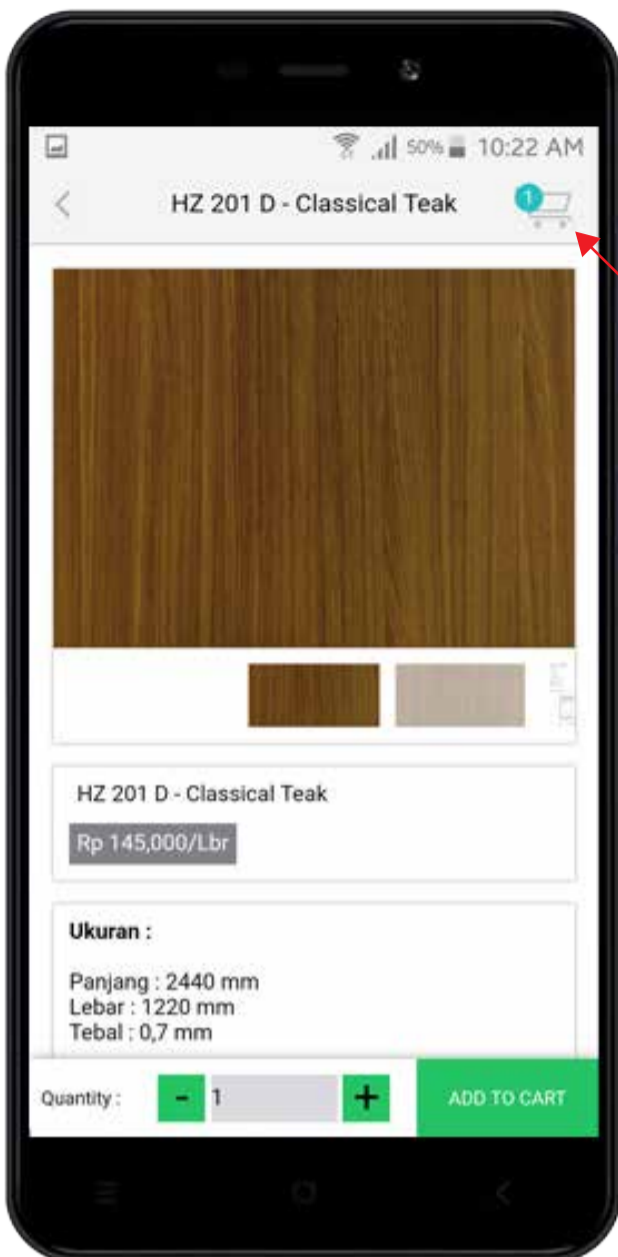 50% 10:22 AM
HZ 201 D - Classical Teak
1
HZ 201 D - Classical Teak
Rp 145,000/Lbr
Ukuran :
Panjang : 2440 mm
Lebar : 1220 mm
Tebal : 0,7 mm
Quantity : - 1 + ADD TO CART